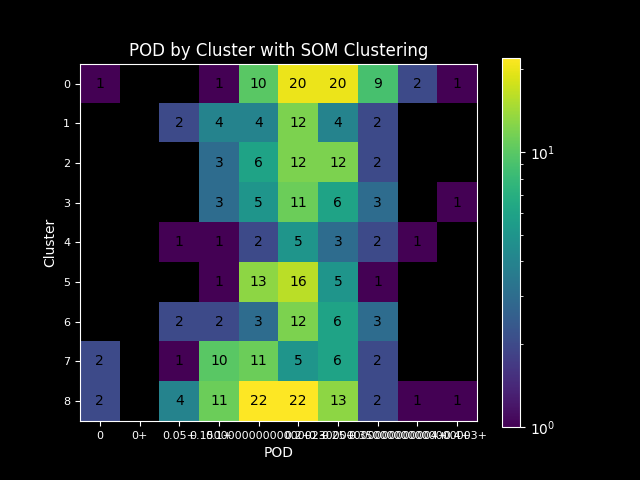 POD by Cluster with SOM Clustering
0 1 1 10 20 20 9 2 1
1 2 4 4 12 4 2
2 3 6 12 12 2
3 3 5 11 6 3 1
4 1 1 2 5 3 2 1
5 1 13 16 5 1
6 2 2 3 12 6 3
7 2 1 10 11 5 6 2
8 2 4 11 22 22 13 2 1 1
0 0+ 0.05+
POD
Cluster
10¹
10⁰